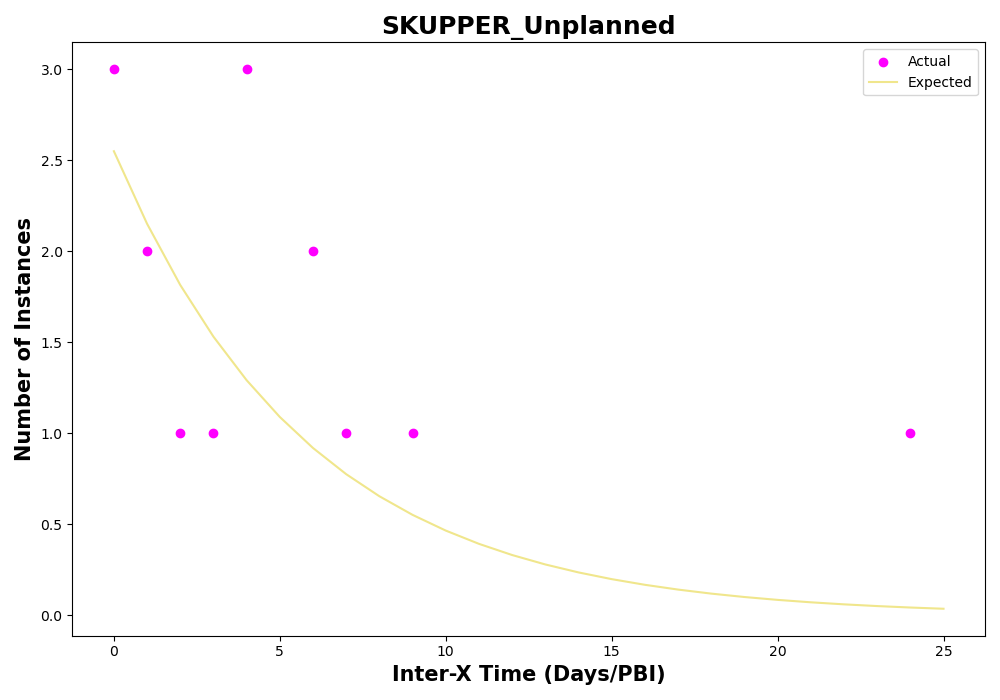 SKUPPER_Unplanned
Actual
Expected
Number of Instances
3.0
2.5
2.0
1.5
1.0
0.5
0.0
0
5
10
15
20
25
Inter-X Time (Days/PBI)